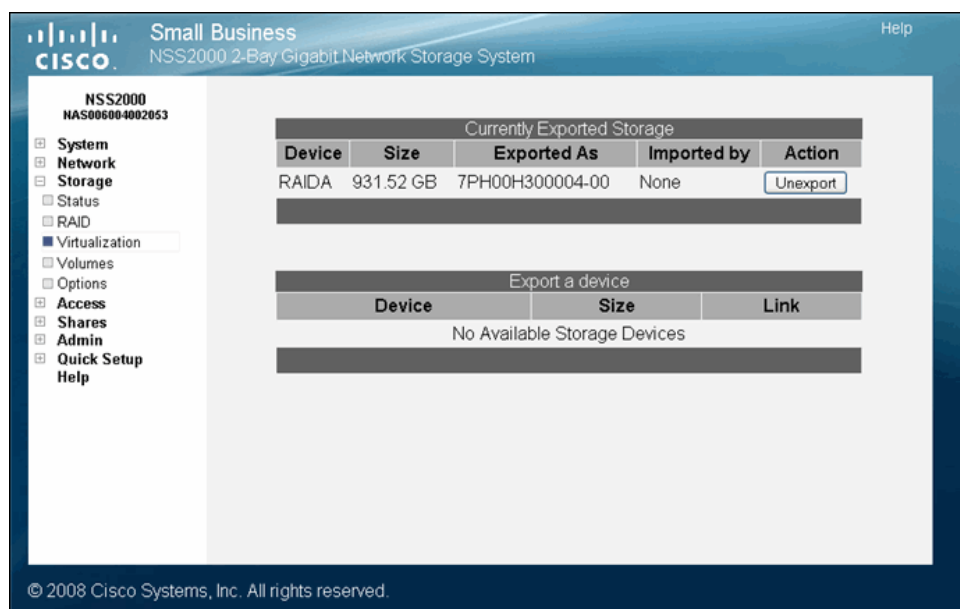 Small Business
Help
CISCO.
NSS2000 2-Bay Gigabit Network Storage System
NSS2000
NAS006004002053
System
Network
Storage
Status
RAID
Virtualization
Volumes
Options
Access
Shares
Admin
Quick Setup
Help
Currently Exported Storage
Device Size Exported As Imported by Action
RAIDA 931.52 GB 7PH00H300004-00 None Unexport
Export a device
Device Size Link
No Available Storage Devices
© 2008 Cisco Systems, Inc. All rights reserved.